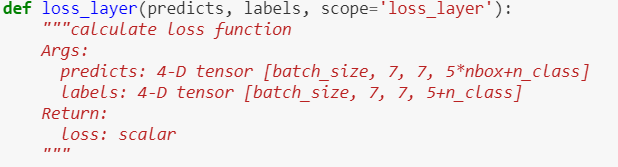 def loss_layer(predicts, labels, scope='loss_layer'):
    """calculate loss function
    Args:
      predicts: 4-D tensor [batch_size, 7, 7, 5*nbox+n_class]
      labels: 4-D tensor [batch_size, 7, 7, 5+n_class]
    Return:
      loss: scalar
    """